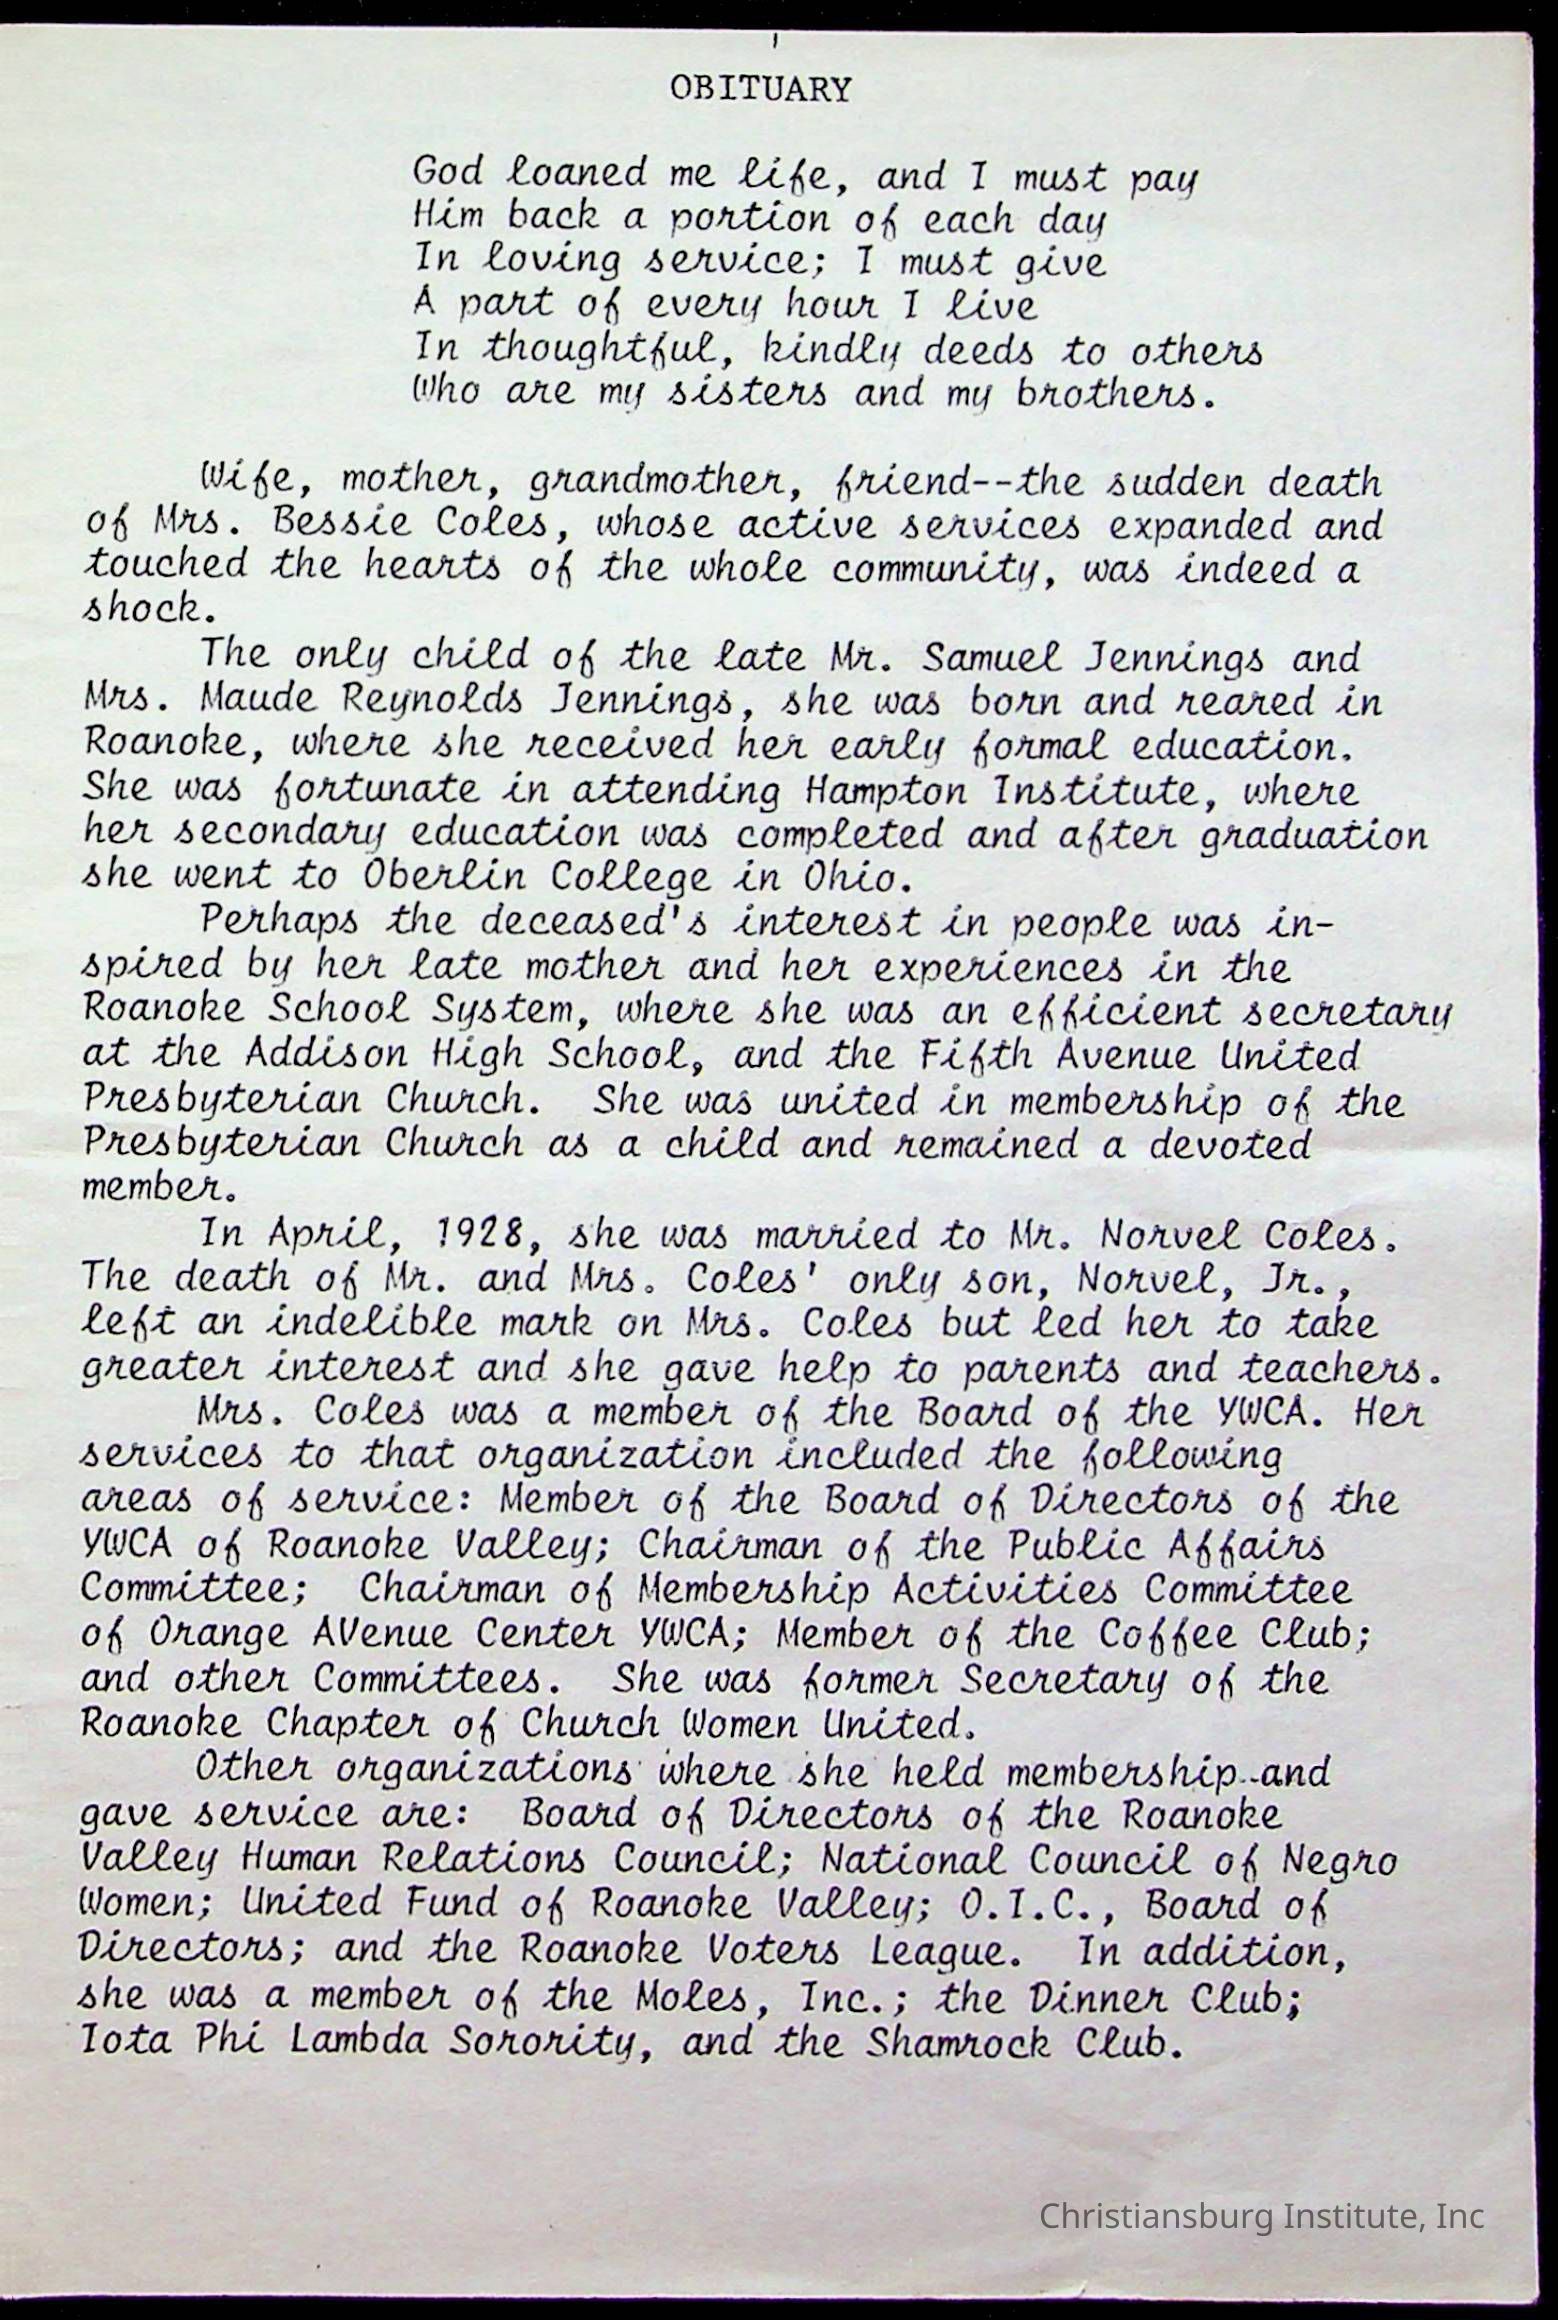 OBITUARY
God loaned me life, and I must pay
Him back a portion of each day
In loving service; I must give
A part of every hour I live
In thoughtful, kindly deeds to others
Who are my sisters and my brothers.
Wife, mother, grandmother, friend--the sudden death
of Mrs. Bessie Coles, whose active services expanded and
touched the hearts of the whole community, was indeed a
shock.
The only child of the late Mr. Samuel Jennings and
Mrs. Maude Reynolds Jennings, she was born and reared in
Roanoke, where she received her early formal education.
She was fortunate in attending Hampton Institute, where
her secondary education was completed and after graduation
she went to Oberlin College in Ohio.
Perhaps the deceased's interest in people was in-
spired by her late mother and her experiences in the
Roanoke School System, where she was an efficient secretary
at the Addison High School, and the Fifth Avenue United
Presbyterian Church. She was united in membership of the
Presbyterian Church as a child and remained a devoted
member.
In April, 1928, she was married to Mr. Norvel Coles.
The death of Mr. and Mrs. Coles' only son, Norvel, Jr.,
left an indelible mark on Mrs. Coles but led her to take
greater interest and she gave help to parents and teachers.
Mrs. Coles was a member of the Board of the YWCA. Her
services to that organization included the following
areas of service: Member of the Board of Directors of the
YWCA of Roanoke Valley; Chairman of the Public Affairs
Committee; Chairman of Membership Activities Committee
of Orange AVenue Center YWCA; Member of the Coffee Club;
and other Committees. She was former Secretary of the
Roanoke Chapter of Church Women United.
Other organizations where she held membership and
gave service are: Board of Directors of the Roanoke
Valley Human Relations Council; National Council of Negro
Women; United Fund of Roanoke Valley; O.I.C., Board of
Directors; and the Roanoke Voters League. In addition,
she was a member of the Moles, Inc.; the Dinner Club;
Iota Phi Lambda Sorority, and the Shamrock Club.
Christiansburg Institute, Inc